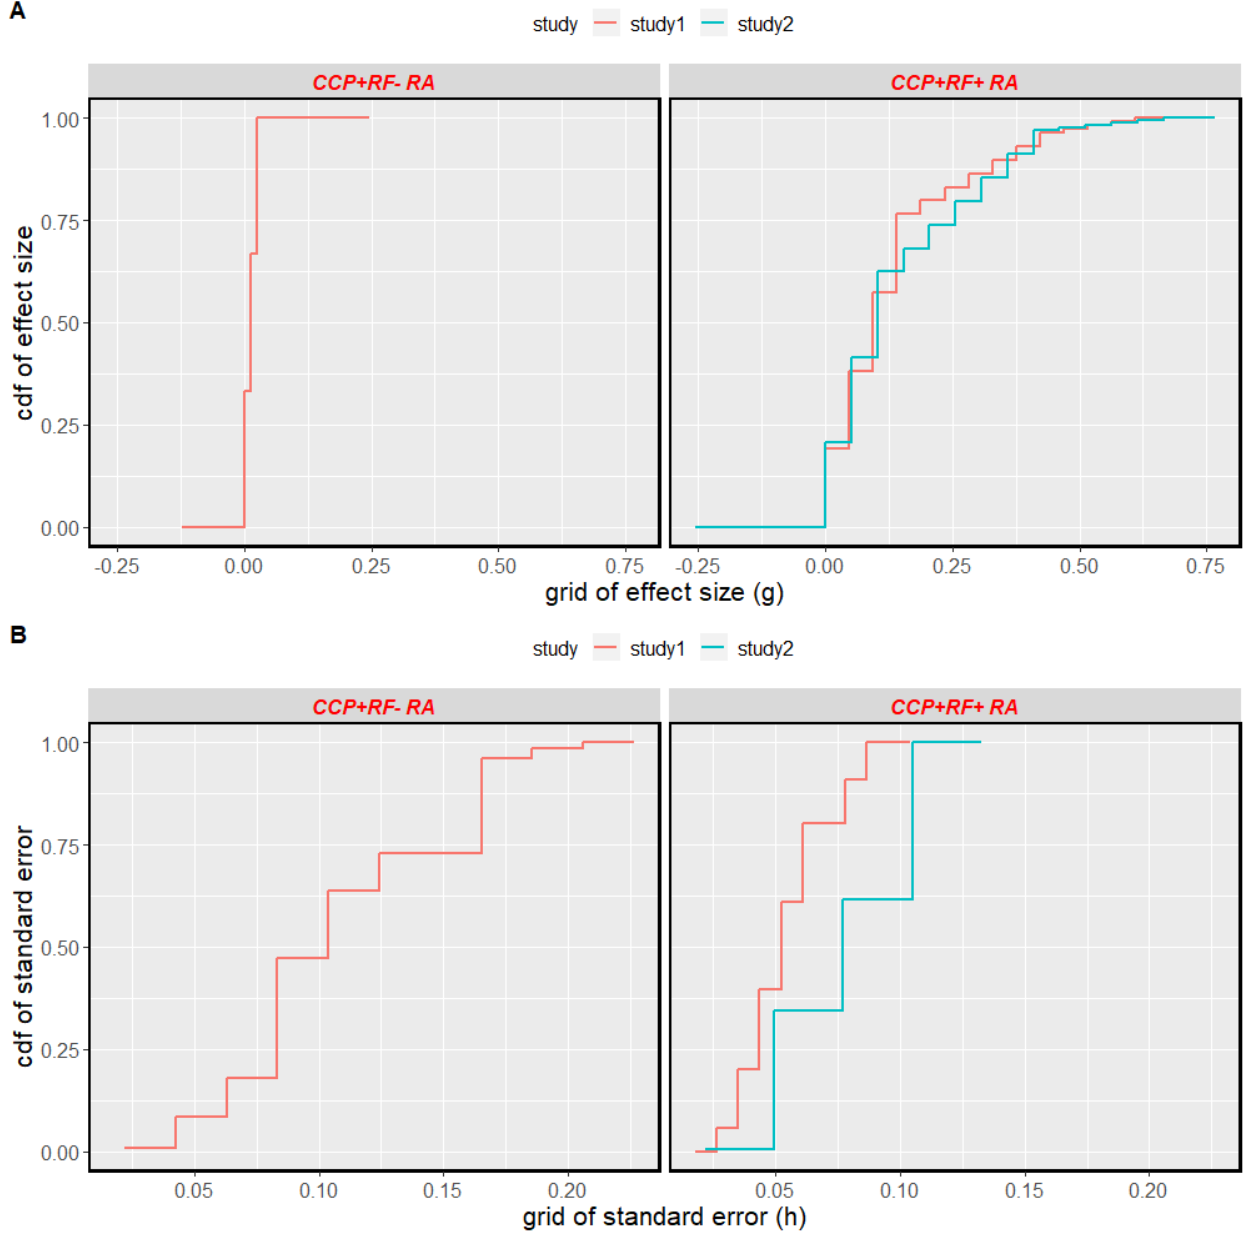 A
study study1 study2
CCP+RF- RA CCP+RF+ RA
1.00
0.75
0.50
0.25
0.00
cdf of effect size
-0.25 0.00 0.25 0.50 0.75 -0.25 0.00 0.25 0.50 0.75
grid of effect size (g)
B
study study1 study2
CCP+RF- RA CCP+RF+ RA
1.00
0.75
0.50
0.25
0.00
cdf of standard error
0.05 0.10 0.15 0.20 0.05 0.10 0.15 0.20
grid of standard error (h)